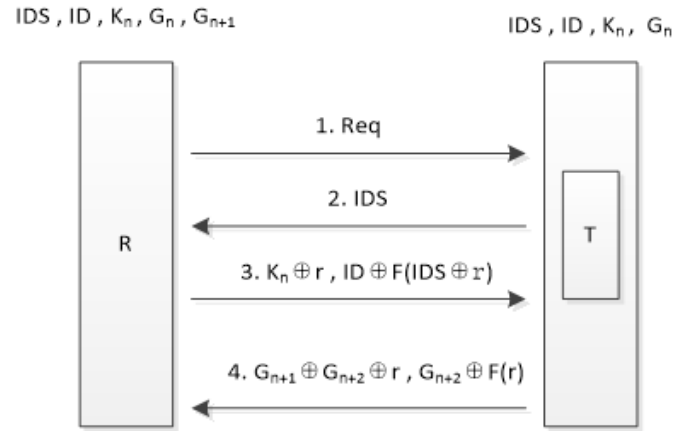 IDS , ID , Kₙ, Gₙ , Gₙ₊₁
IDS , ID , Kₙ, Gₙ
1. Req
2. IDS
R
T
3. Kₙ ⊕ r , ID ⊕ F(IDS ⊕ r)
4. Gₙ₊₁ ⊕ Gₙ₊₂ ⊕ r , Gₙ₊₂ ⊕ F(r)